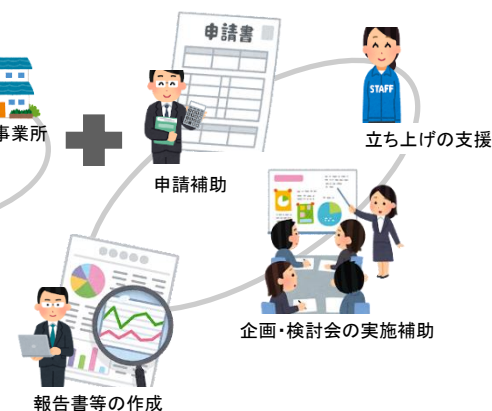 申請書
STAFF
事業所
立ち上げの支援
申請補助
企画・検討会の実施補助
報告書等の作成